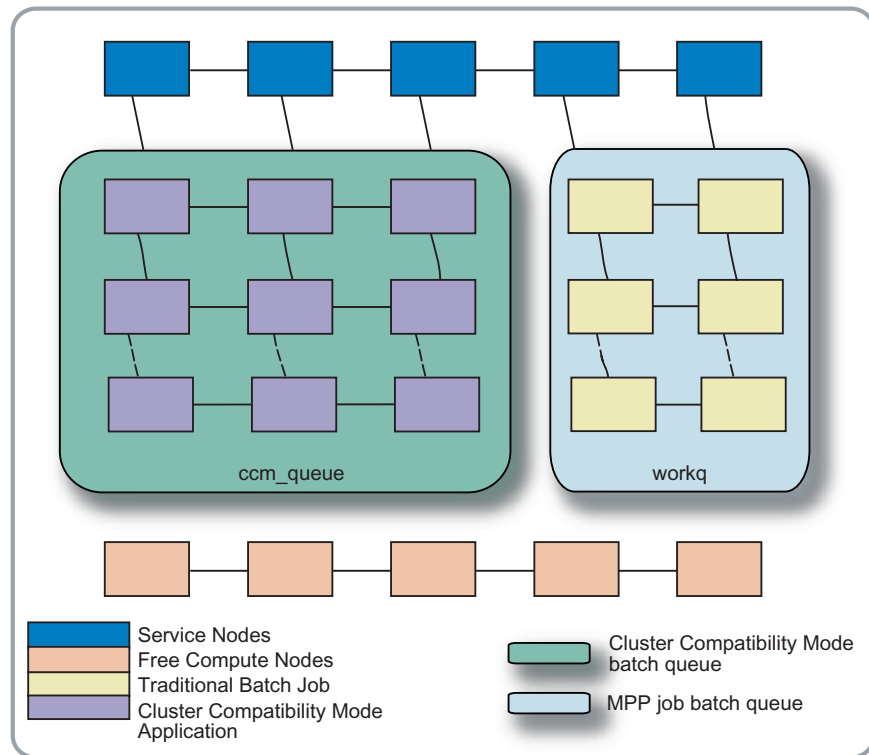 ccm_queue
workq
Service Nodes
Free Compute Nodes
Traditional Batch Job
Cluster Compatibility Mode
Application
Cluster Compatibility Mode
batch queue
MPP job batch queue